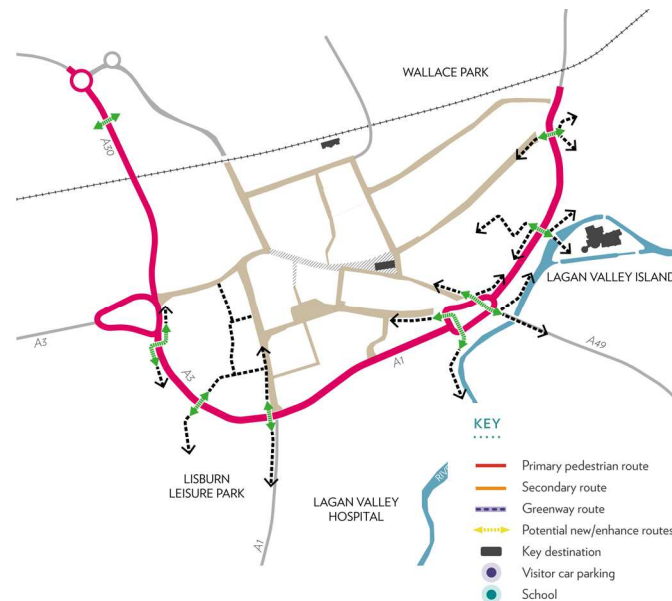 WALLACE PARK
A30
LAGAN VALLEY ISLAND
A3
A3
A1
A49
KEY
LISBURN
LEISURE PARK
LAGAN VALLEY
HOSPITAL
RIVE
A1
Primary pedestrian route
Secondary route
Greenway route
Potential new/enhance routes
Key destination
Visitor car parking
School